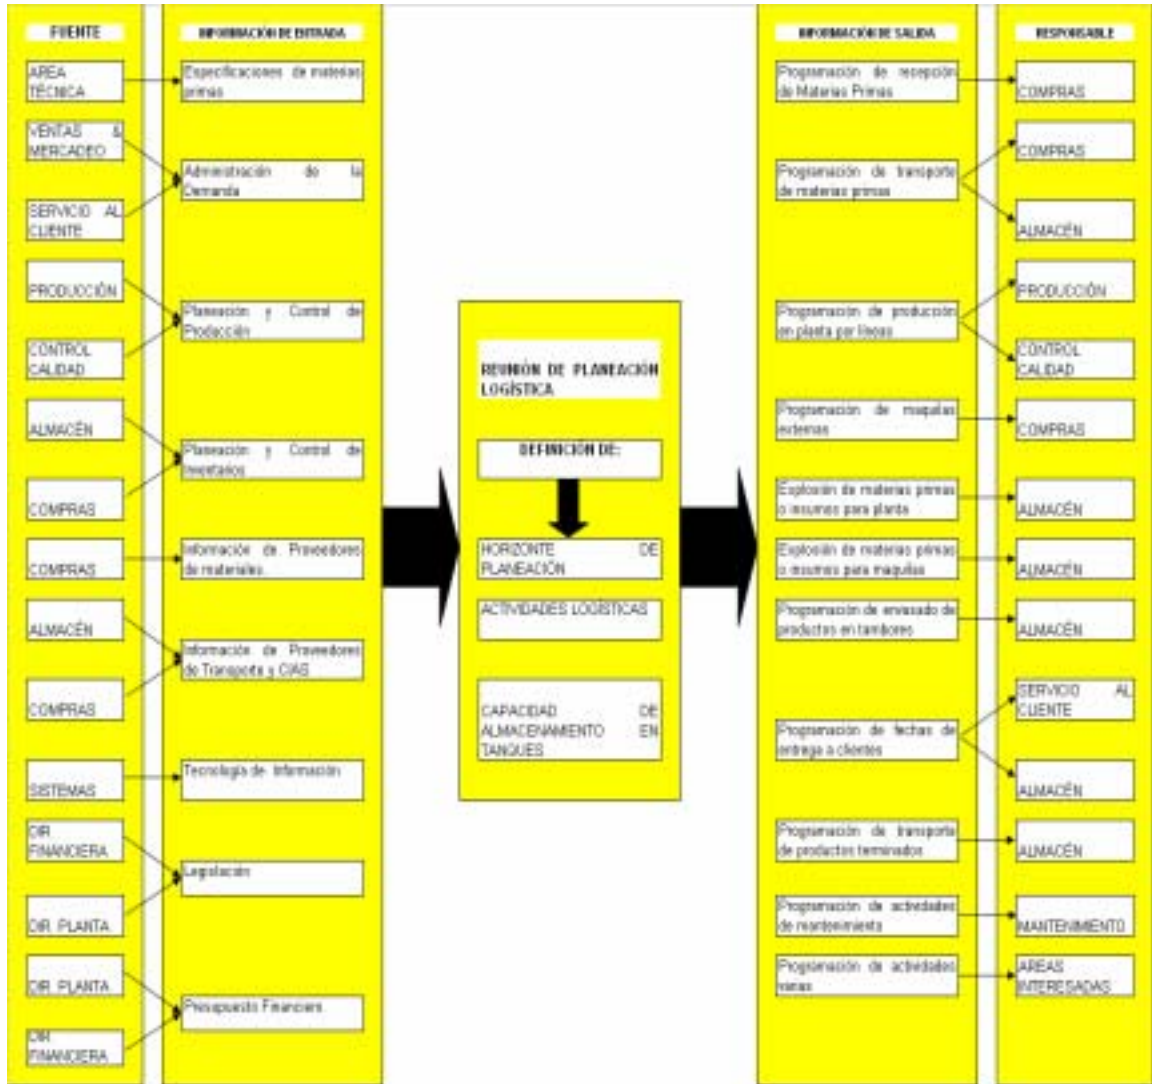 FUENTE
AREA
TÉCNICA
VENTAS &
MERCADEO
SERVICIO AL
CLIENTE
PRODUCCIÓN
CONTROL
CALIDAD
ALMACÉN
COMPRAS
COMPRAS
ALMACÉN
COMPRAS
SISTEMAS
DIR
FINANCIERA
DIR. PLANTA
DIR. PLANTA
DIR
FINANCIERA
INFORMACIÓN DE ENTRADA
Especificaciones de materias
primas
Administración de la
Demanda
Planeación y Control de
Producción
Planeación y Control de
Inventarios
Información de Proveedores
de materiales
Información de Proveedores
de Transporte y CIAS
Tecnología de Información
Legislación
Presupuesto Financiero
REUNIÓN DE PLANEACIÓN
LOGÍSTICA
DEFINICIÓN DE:
HORIZONTE DE
PLANEACIÓN
ACTIVIDADES LOGÍSTICAS
CAPACIDAD DE
ALMACENAMIENTO EN
TANQUES
INFORMACIÓN DE SALIDA
Programación de recepción
de Materias Primas
Programación de transporte
de materias primas
Programación de producción
en planta por líneas
Programación de maquilas
externas
Explosión de materias primas
o insumos para planta
Explosión de materias primas
o insumos para maquilas
Programación de envasado de
productos en tambores
Programación de fechas de
entrega a clientes
Programación de transporte
de productos terminados
Programación de actividades
de mantenimiento
Programación de actividades
varias
RESPONSABLE
COMPRAS
COMPRAS
ALMACÉN
PRODUCCIÓN
CONTROL
CALIDAD
COMPRAS
ALMACÉN
ALMACÉN
ALMACÉN
SERVICIO AL
CLIENTE
ALMACÉN
ALMACÉN
MANTENIMIENTO
AREAS
INTERESADAS